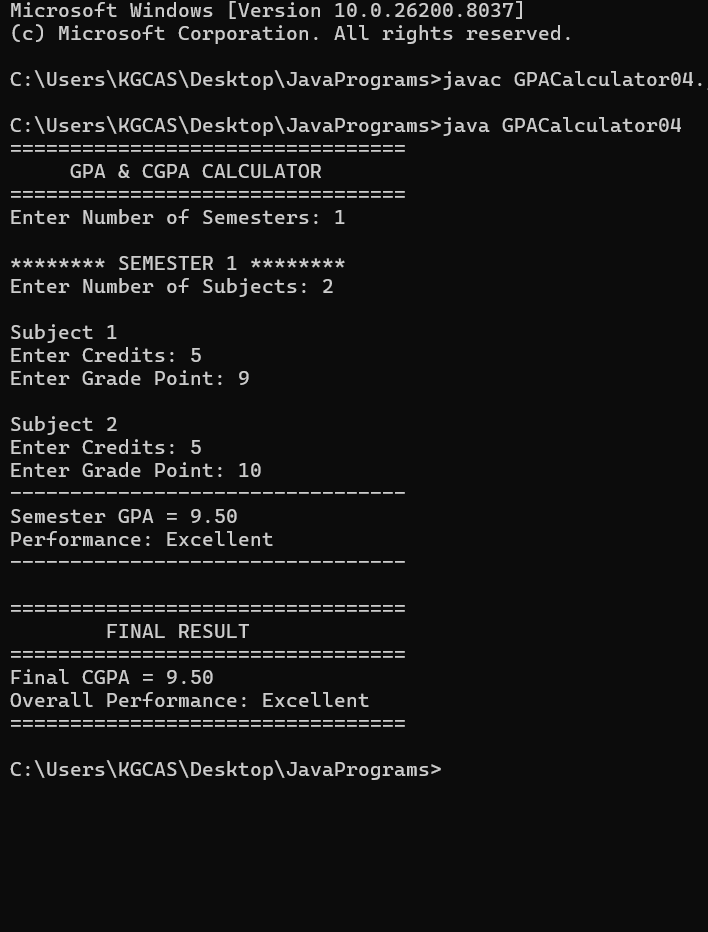 Microsoft Windows [Version 10.0.26200.8037]
(c) Microsoft Corporation. All rights reserved.
C:\Users\KGCAS\Desktop\JavaPrograms>javac GPACalculator04.
C:\Users\KGCAS\Desktop\JavaPrograms>java GPACalculator04
=================================
GPA & CGPA CALCULATOR
=================================
Enter Number of Semesters: 1
******** SEMESTER 1 ********
Enter Number of Subjects: 2
Subject 1
Enter Credits: 5
Enter Grade Point: 9
Subject 2
Enter Credits: 5
Enter Grade Point: 10
---------------------------------
Semester GPA = 9.50
Performance: Excellent
---------------------------------
=================================
FINAL RESULT
=================================
Final CGPA = 9.50
Overall Performance: Excellent
=================================
C:\Users\KGCAS\Desktop\JavaPrograms>